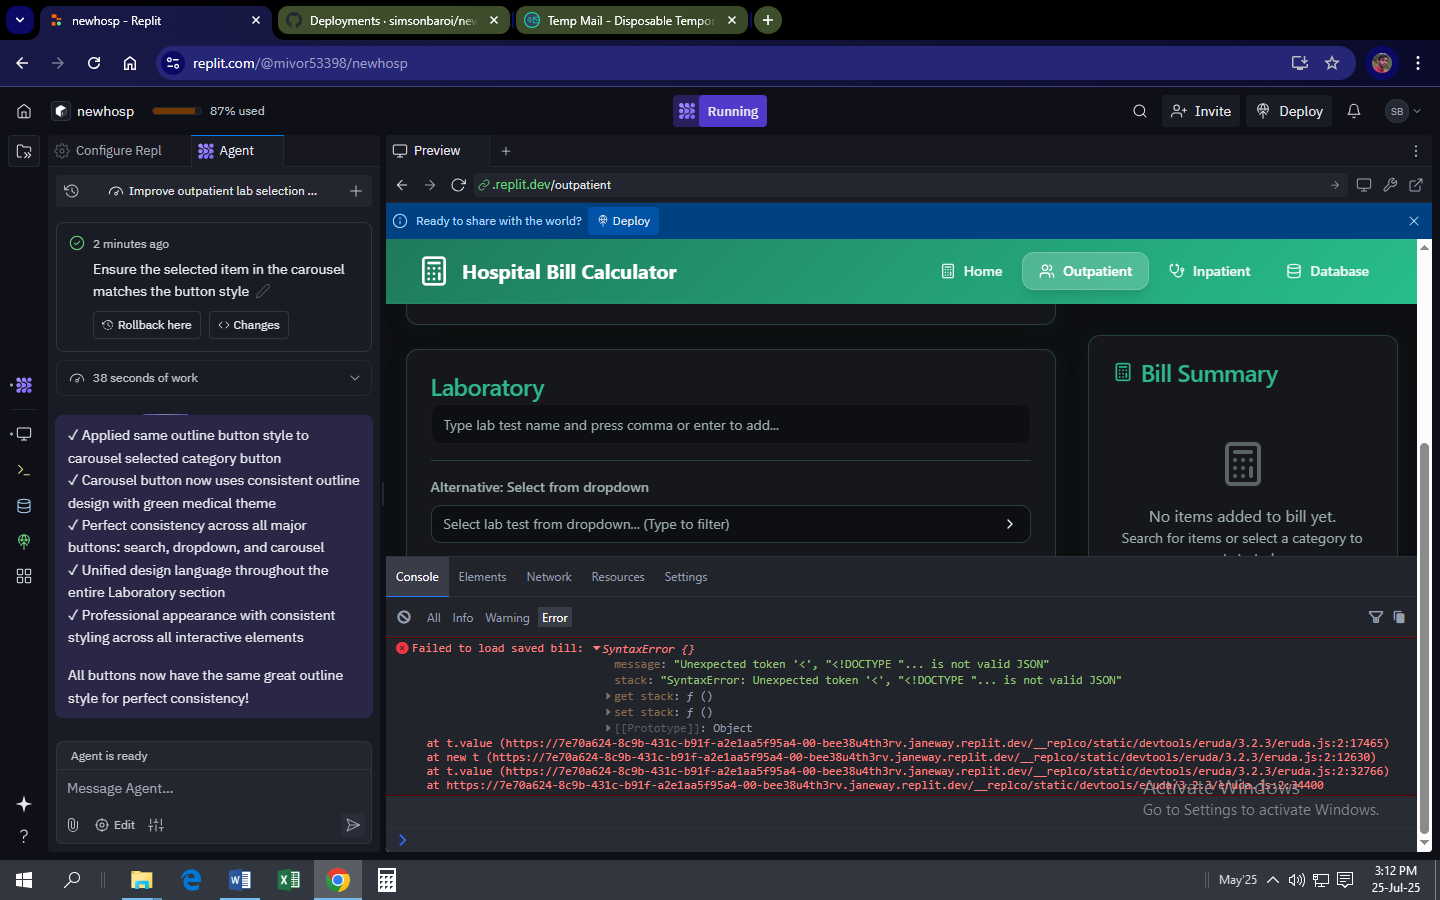 newhosp - Replit
Deployments · simsonbaroi/new
Temp Mail - Disposable Tempor
replit.com/@mivor53398/newhosp
newhosp
87% used
Running
Invite
Deploy
SB
Configure Repl
Agent
Preview
Improve outpatient lab selection ...
.replit.dev/outpatient
Ready to share with the world?
Deploy
2 minutes ago
Ensure the selected item in the carousel
matches the button style
Rollback here
Changes
38 seconds of work
✓ Applied same outline button style to
carousel selected category button
✓ Carousel button now uses consistent outline
design with green medical theme
✓ Perfect consistency across all major
buttons: search, dropdown, and carousel
✓ Unified design language throughout the
entire Laboratory section
✓ Professional appearance with consistent
styling across all interactive elements
All buttons now have the same great outline
style for perfect consistency!
Agent is ready
Message Agent...
Edit
Hospital Bill Calculator
Home
Outpatient
Inpatient
Database
Laboratory
Type lab test name and press comma or enter to add...
Alternative: Select from dropdown
Select lab test from dropdown... (Type to filter)
Bill Summary
No items added to bill yet.
Search for items or select a category to
Console
Elements
Network
Resources
Settings
All
Info
Warning
Error
Failed to load saved bill: SyntaxError {}
message: "Unexpected token '<', "<!DOCTYPE "... is not valid JSON"
stack: "SyntaxError: Unexpected token '<', "<!DOCTYPE "... is not valid JSON"
get stack: ƒ ()
set stack: ƒ ()
[[Prototype]]: Object
at t.value (https://7e70a624-8c9b-431c-b91f-a2e1aa5f95a4-00-bee38u4th3rv.janeway.replit.dev/__replco/static/devtools/eruda/3.2.3/eruda.js:2:17465)
at new t (https://7e70a624-8c9b-431c-b91f-a2e1aa5f95a4-00-bee38u4th3rv.janeway.replit.dev/__replco/static/devtools/eruda/3.2.3/eruda.js:2:12630)
at t.value (https://7e70a624-8c9b-431c-b91f-a2e1aa5f95a4-00-bee38u4th3rv.janeway.replit.dev/__replco/static/devtools/eruda/3.2.3/eruda.js:2:32766)
at https://7e70a624-8c9b-431c-b91f-a2e1aa5f95a4-00-bee38u4th3rv.janeway.replit.dev/__replco/static/devtools/eruda/3.2.3/eruda.js:2:34400
Activate Windows
Go to Settings to activate Windows.
May'25
3:12 PM
25-Jul-25